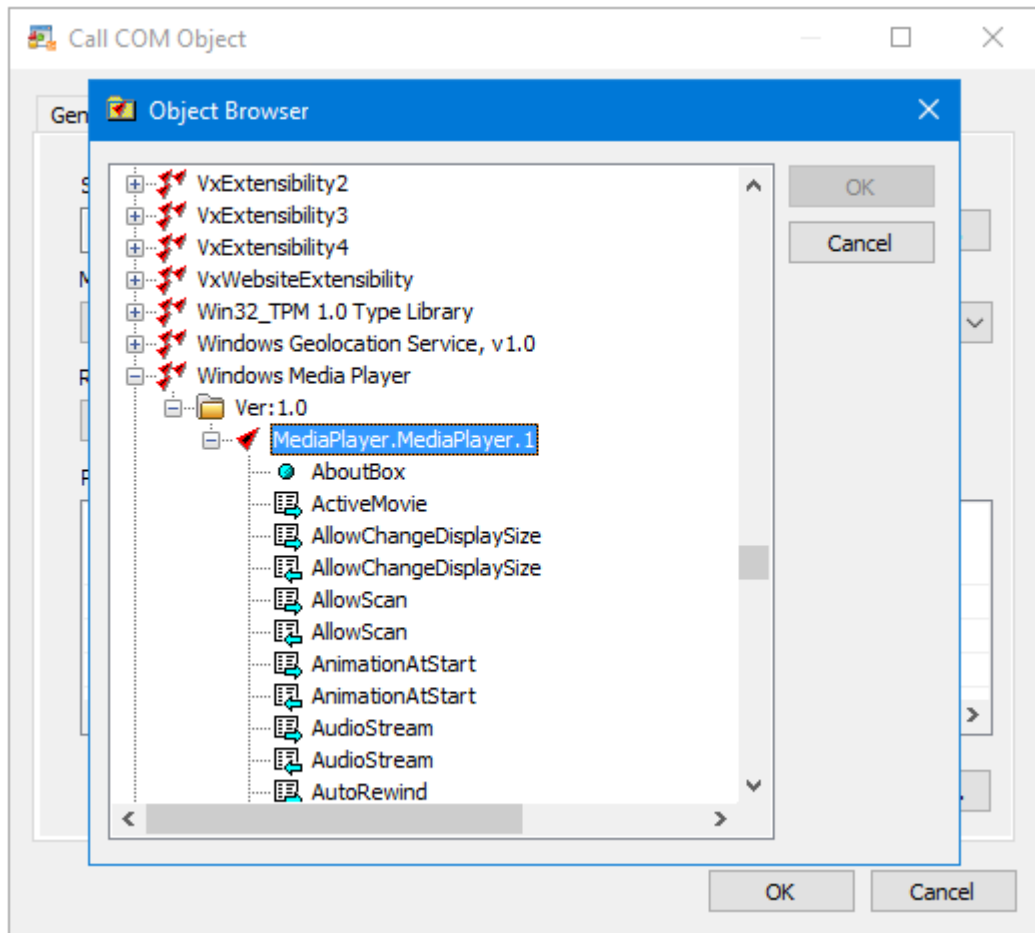 Call COM Object
Gen
Object Browser
VxExtensibility2
VxExtensibility3
VxExtensibility4
VxWebsiteExtensibility
Win32_TPM 1.0 Type Library
Windows Geolocation Service, v1.0
Windows Media Player
Ver:1.0
MediaPlayer.MediaPlayer.1
AboutBox
ActiveMovie
AllowChangeDisplaySize
AllowChangeDisplaySize
AllowScan
AllowScan
AnimationAtStart
AnimationAtStart
AudioStream
AudioStream
AutoRewind
OK
Cancel
OK
Cancel